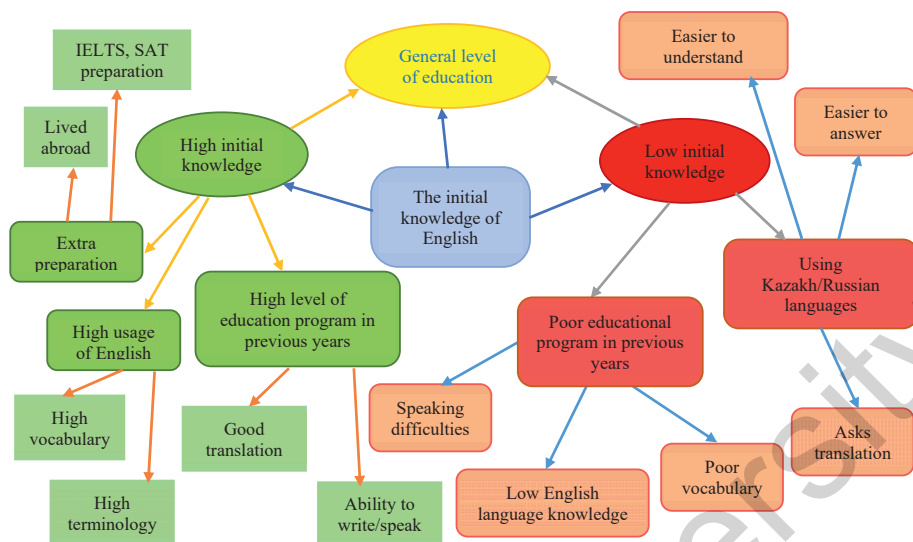 IELTS, SAT
preparation
General level
of education
Easier to
understand
Lived
abroad
High initial
knowledge
Low initial
knowledge
Easier to
answer
The initial
knowledge of
English
Extra
preparation
Using
Kazakh/Russian
languages
High level of
education program in
previous years
High usage
of English
Poor educational
program in previous
years
High
vocabulary
Good
translation
Speaking
difficulties
Asks
translation
Poor
vocabulary
High
terminology
Ability to
write/speak
Low English
language knowledge
ersity